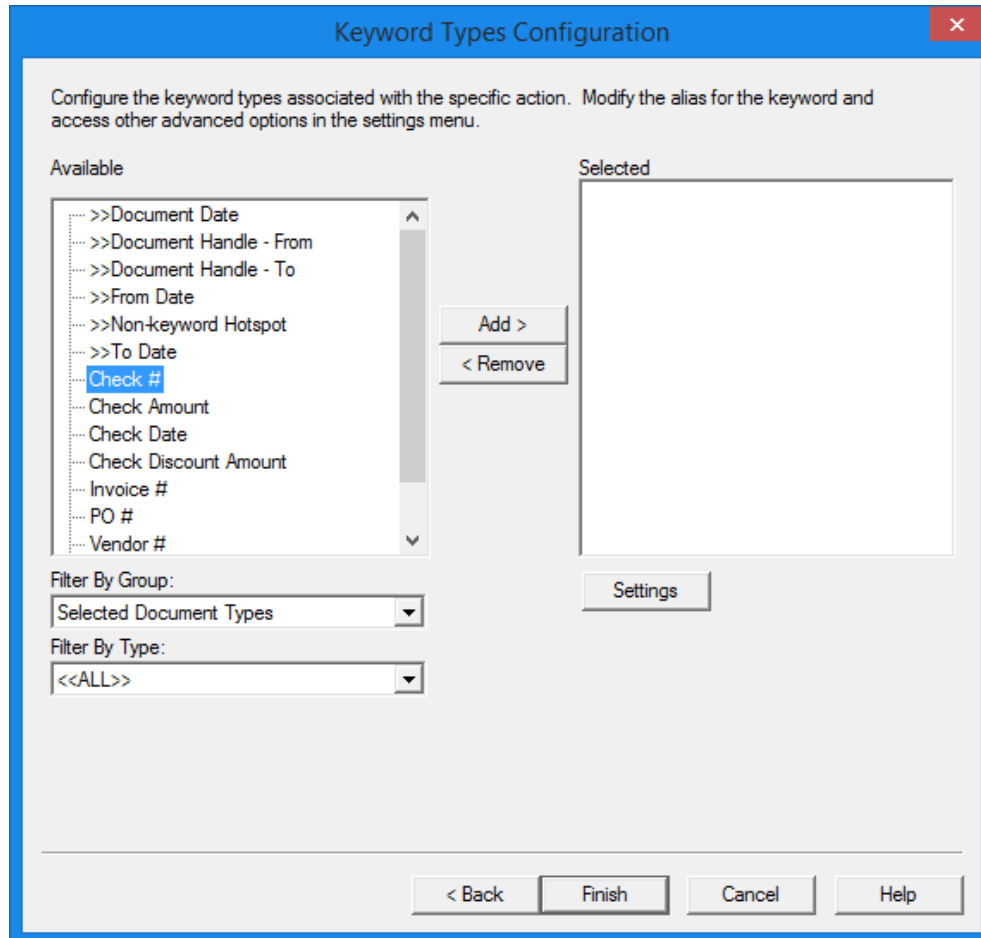 Keyword Types Configuration
Configure the keyword types associated with the specific action. Modify the alias for the keyword and
access other advanced options in the settings menu.
Available
Selected
>>Document Date
>>Document Handle - From
>>Document Handle - To
>>From Date
>>Non-keyword Hotspot
>>To Date
Check #
Check Amount
Check Date
Check Discount Amount
Invoice #
PO #
Vendor #
Add >
< Remove
Filter By Group:
Selected Document Types
Filter By Type:
<<ALL>>
Settings
< Back
Finish
Cancel
Help